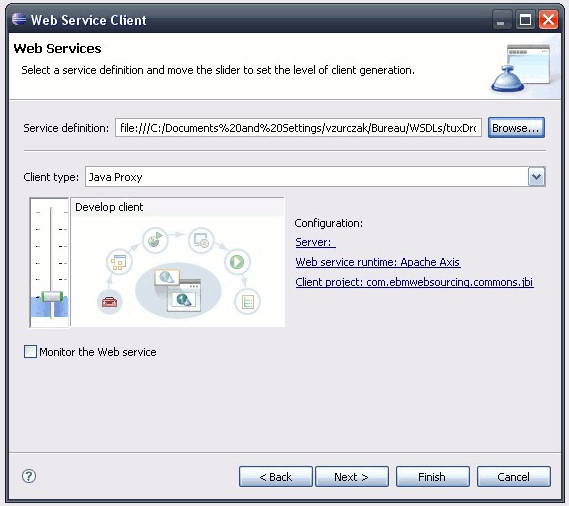 Web Service Client
Web Services
Select a service definition and move the slider to set the level of client generation.
Service definition: file:///C:/Documents%20and%20Settings/vzurczak/Bureau/WSDLs/tuxDro Browse...
Client type: Java Proxy
Develop client
Configuration:
Server:
Web service runtime: Apache Axis
Client project: com.ebmwebsourcing.commons.jbi
Monitor the Web service
?
< Back Next > Finish Cancel